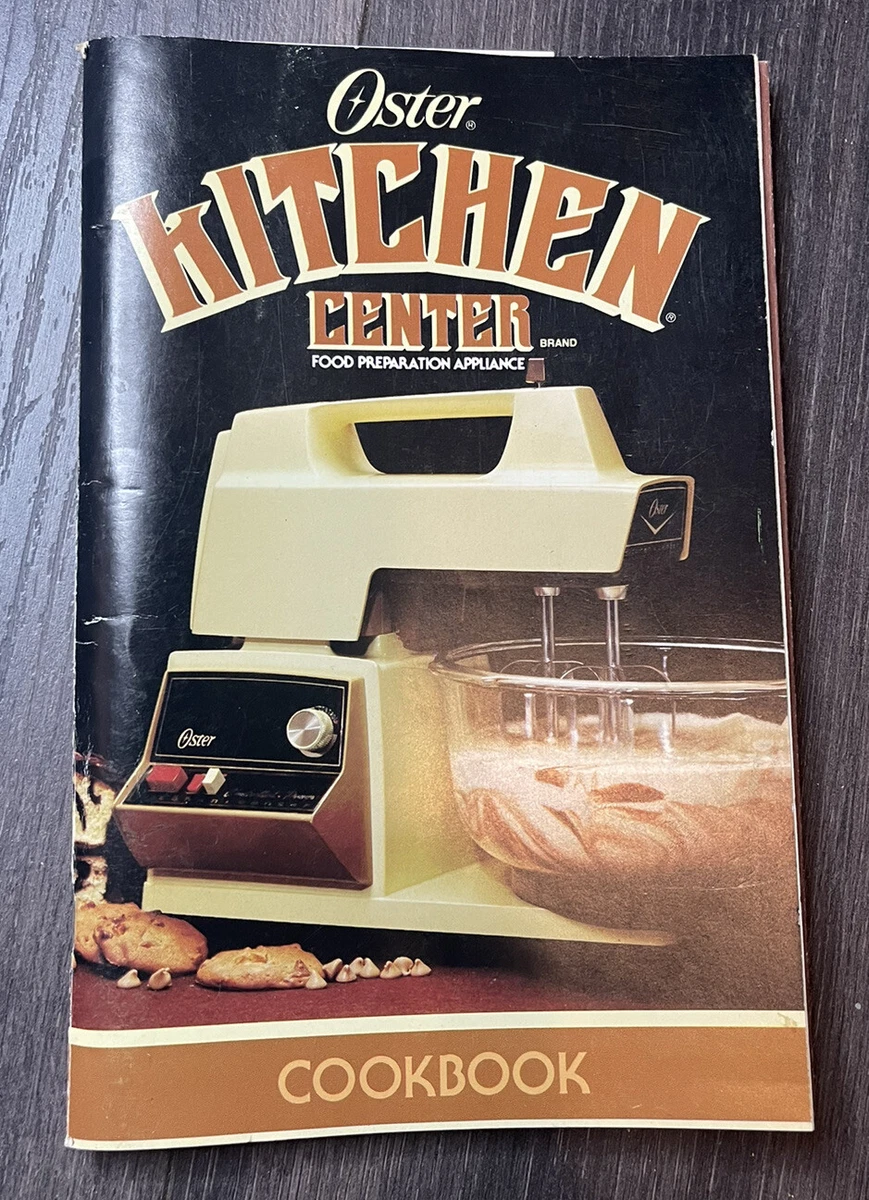 Oster®
KITCHEN®
CENTER BRAND
FOOD PREPARATION APPLIANCE
Oster
Oster
COOKBOOK